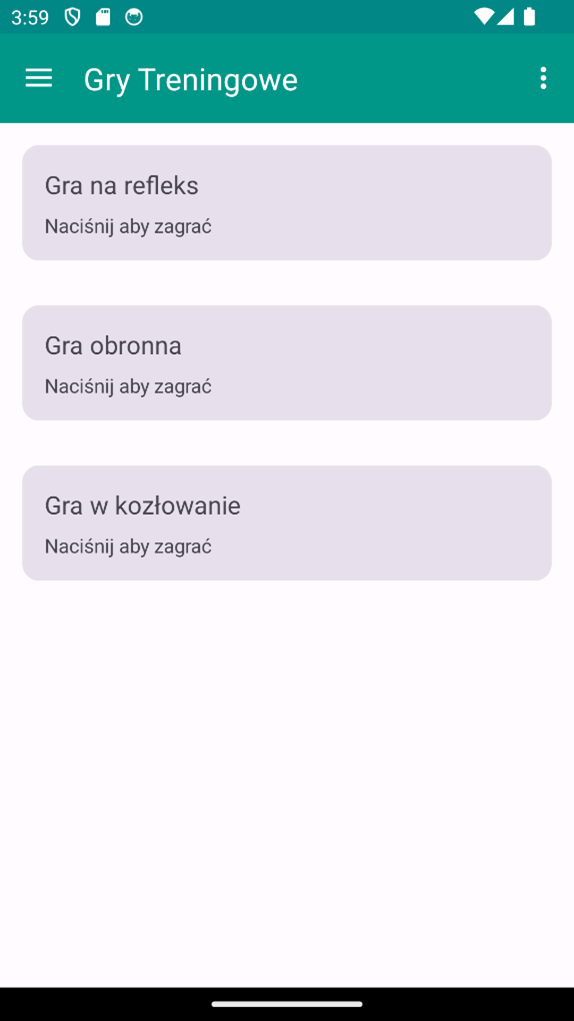 3:59
Gry Treningowe
Gra na refleks
Naciśnij aby zagrać
Gra obronna
Naciśnij aby zagrać
Gra w kozłowanie
Naciśnij aby zagrać